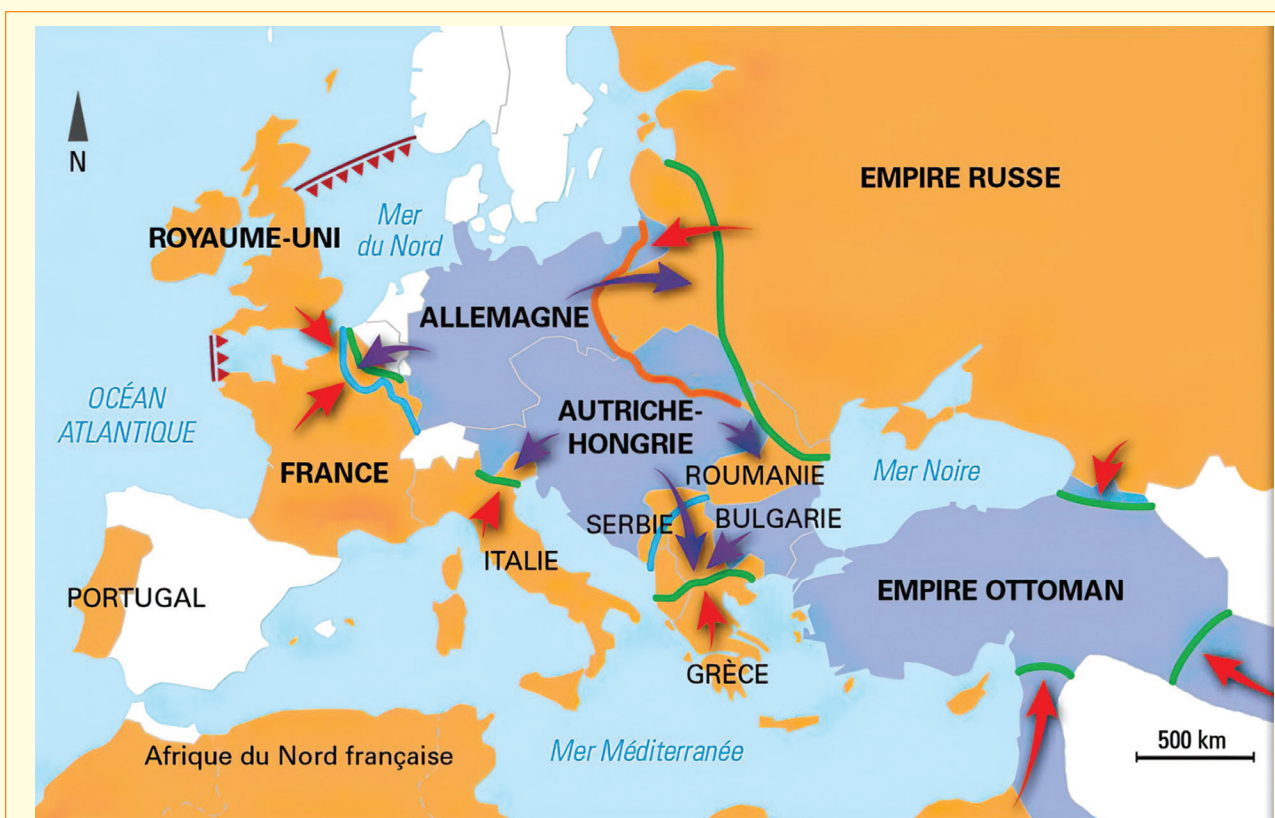 N
EMPIRE RUSSE
ROYAUME-UNI
Mer
du Nord
ALLEMAGNE
OCÉAN
ATLANTIQUE
AUTRICHE-
HONGRIE
FRANCE
ROUMANIE
Mer Noire
SERBIE
BULGARIE
ITALIE
PORTUGAL
EMPIRE OTTOMAN
GRÈCE
Afrique du Nord française
Mer Méditerranée
500 km